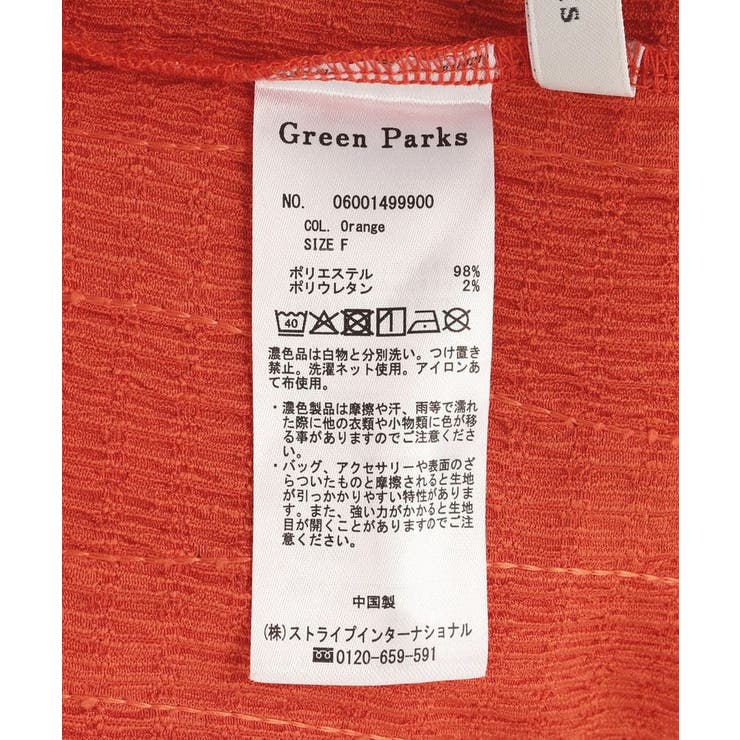 S
Green Parks
NO. 06001499900
COL. Orange
SIZE F
ポリエステル 98%
ポリウレタン 2%
40
濃色品は白物と分別洗い。つけ置き
禁止。洗濯ネット使用。アイロンあ
て布使用。
・濃色製品は摩擦や汗、雨等で濡れ
た際に他の衣類や小物類に色が移
る事がありますのでご注意くださ
い。
・バッグ、アクセサリーや表面のざ
らついたものと摩擦されると生地
が引っかかりやすい特性がありま
す。また、強い力がかかると生地
目が開くことがありますのでご注
意ください。
中国製
(株)ストライプインターナショナル
0120-659-591